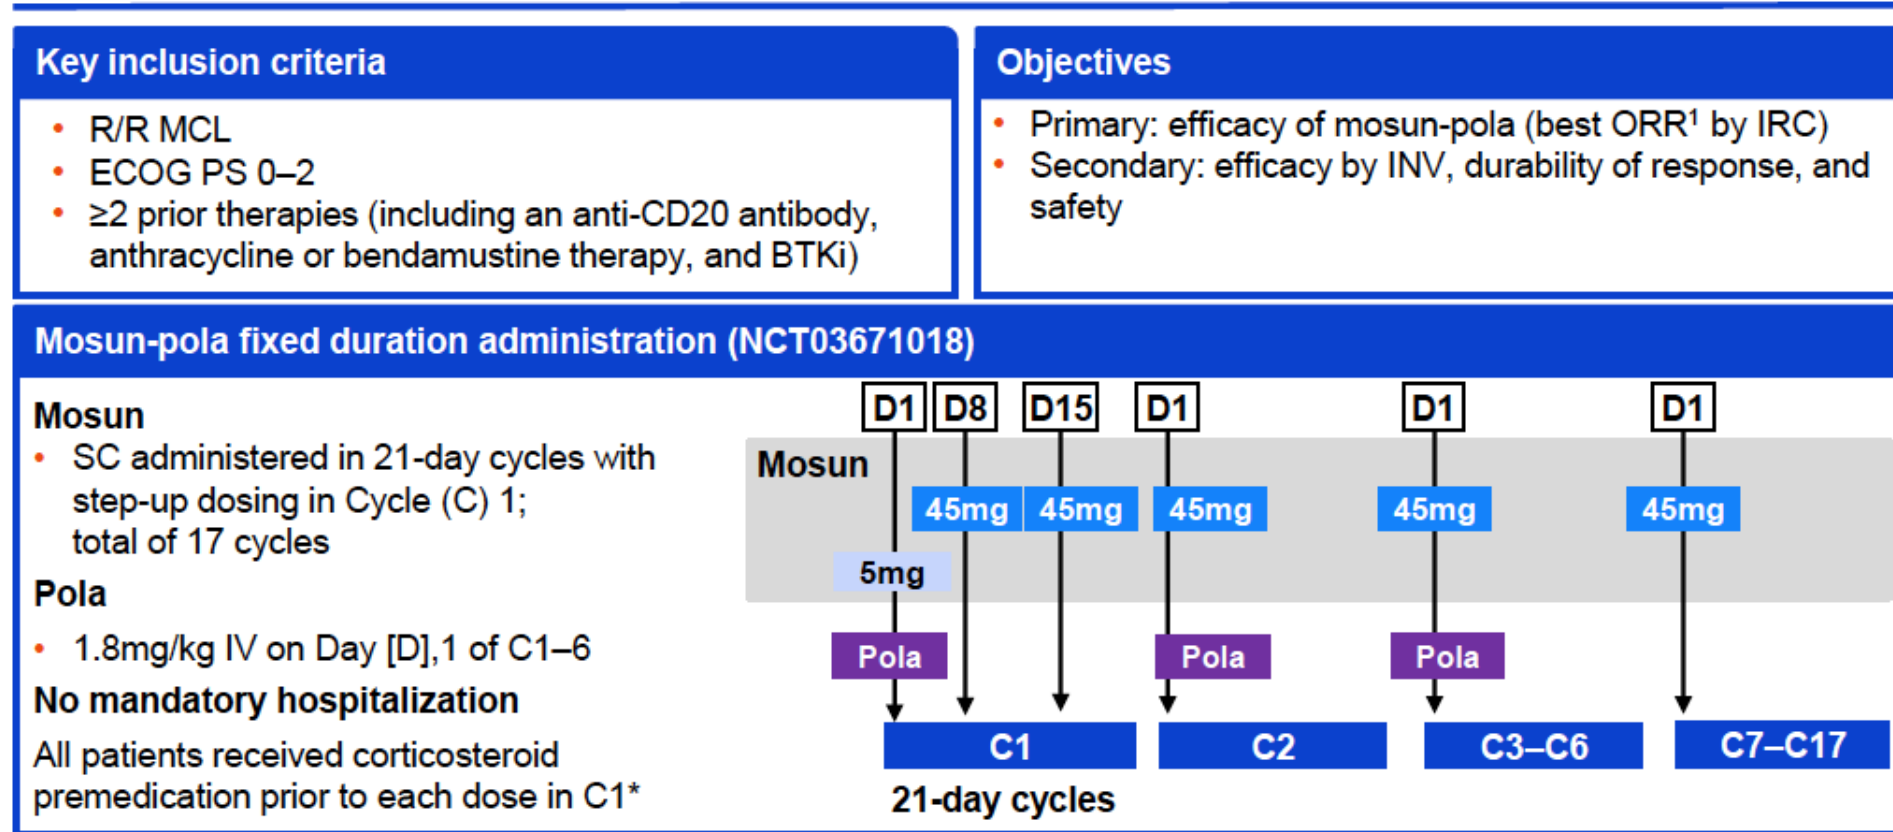 Key inclusion criteria
• R/R MCL
• ECOG PS 0–2
• ≥2 prior therapies (including an anti-CD20 antibody,
anthracycline or bendamustine therapy, and BTKi)
Objectives
• Primary: efficacy of mosun-pola (best ORR¹ by IRC)
• Secondary: efficacy by INV, durability of response, and
safety
Mosun-pola fixed duration administration (NCT03671018)
Mosun
• SC administered in 21-day cycles with
step-up dosing in Cycle (C) 1;
total of 17 cycles
Pola
• 1.8mg/kg IV on Day [D],1 of C1–6
No mandatory hospitalization
All patients received corticosteroid
premedication prior to each dose in C1*
D1 D8 D15 D1 D1 D1
Mosun
45mg 45mg 45mg 45mg 45mg
5mg
Pola Pola Pola
C1 C2 C3–C6 C7–C17
21-day cycles